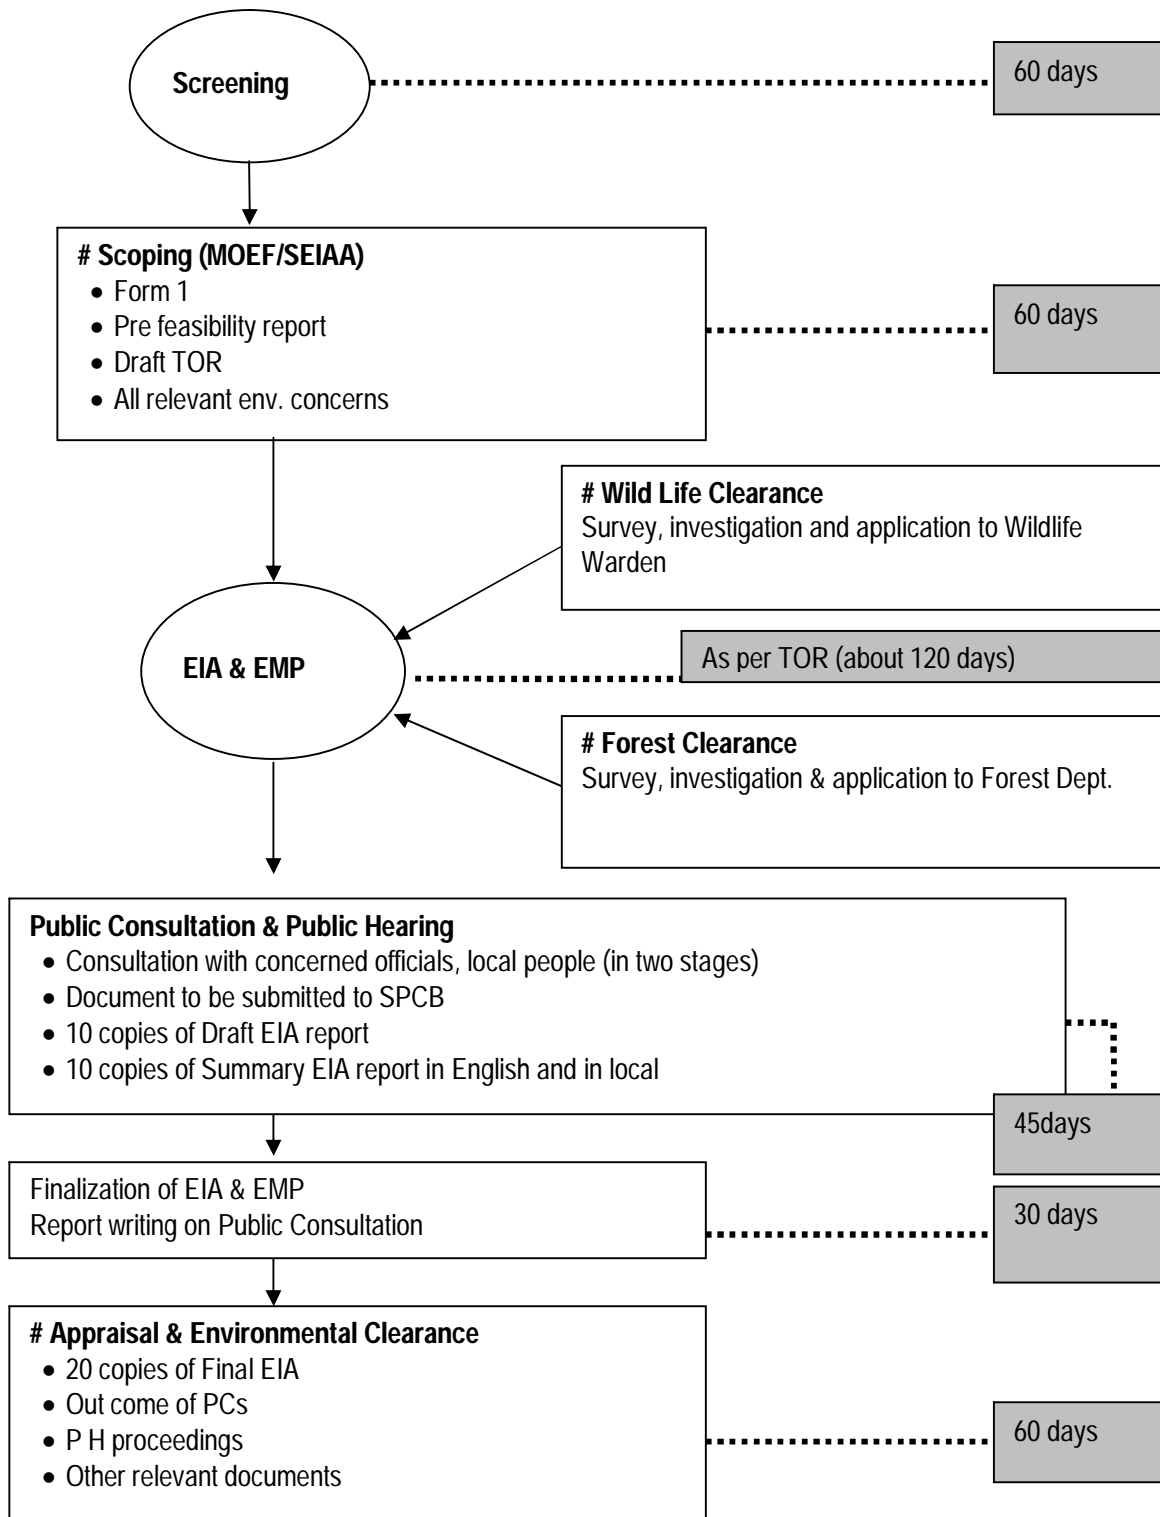 Screening
60 days
# Scoping (MOEF/SEIAA)
• Form 1
• Pre feasibility report
• Draft TOR
• All relevant env. concerns
60 days
# Wild Life Clearance
Survey, investigation and application to Wildlife
Warden
EIA & EMP
As per TOR (about 120 days)
# Forest Clearance
Survey, investigation & application to Forest Dept.
Public Consultation & Public Hearing
• Consultation with concerned officials, local people (in two stages)
• Document to be submitted to SPCB
• 10 copies of Draft EIA report
• 10 copies of Summary EIA report in English and in local
45days
Finalization of EIA & EMP
Report writing on Public Consultation
30 days
# Appraisal & Environmental Clearance
• 20 copies of Final EIA
• Out come of PCs
• P H proceedings
• Other relevant documents
60 days